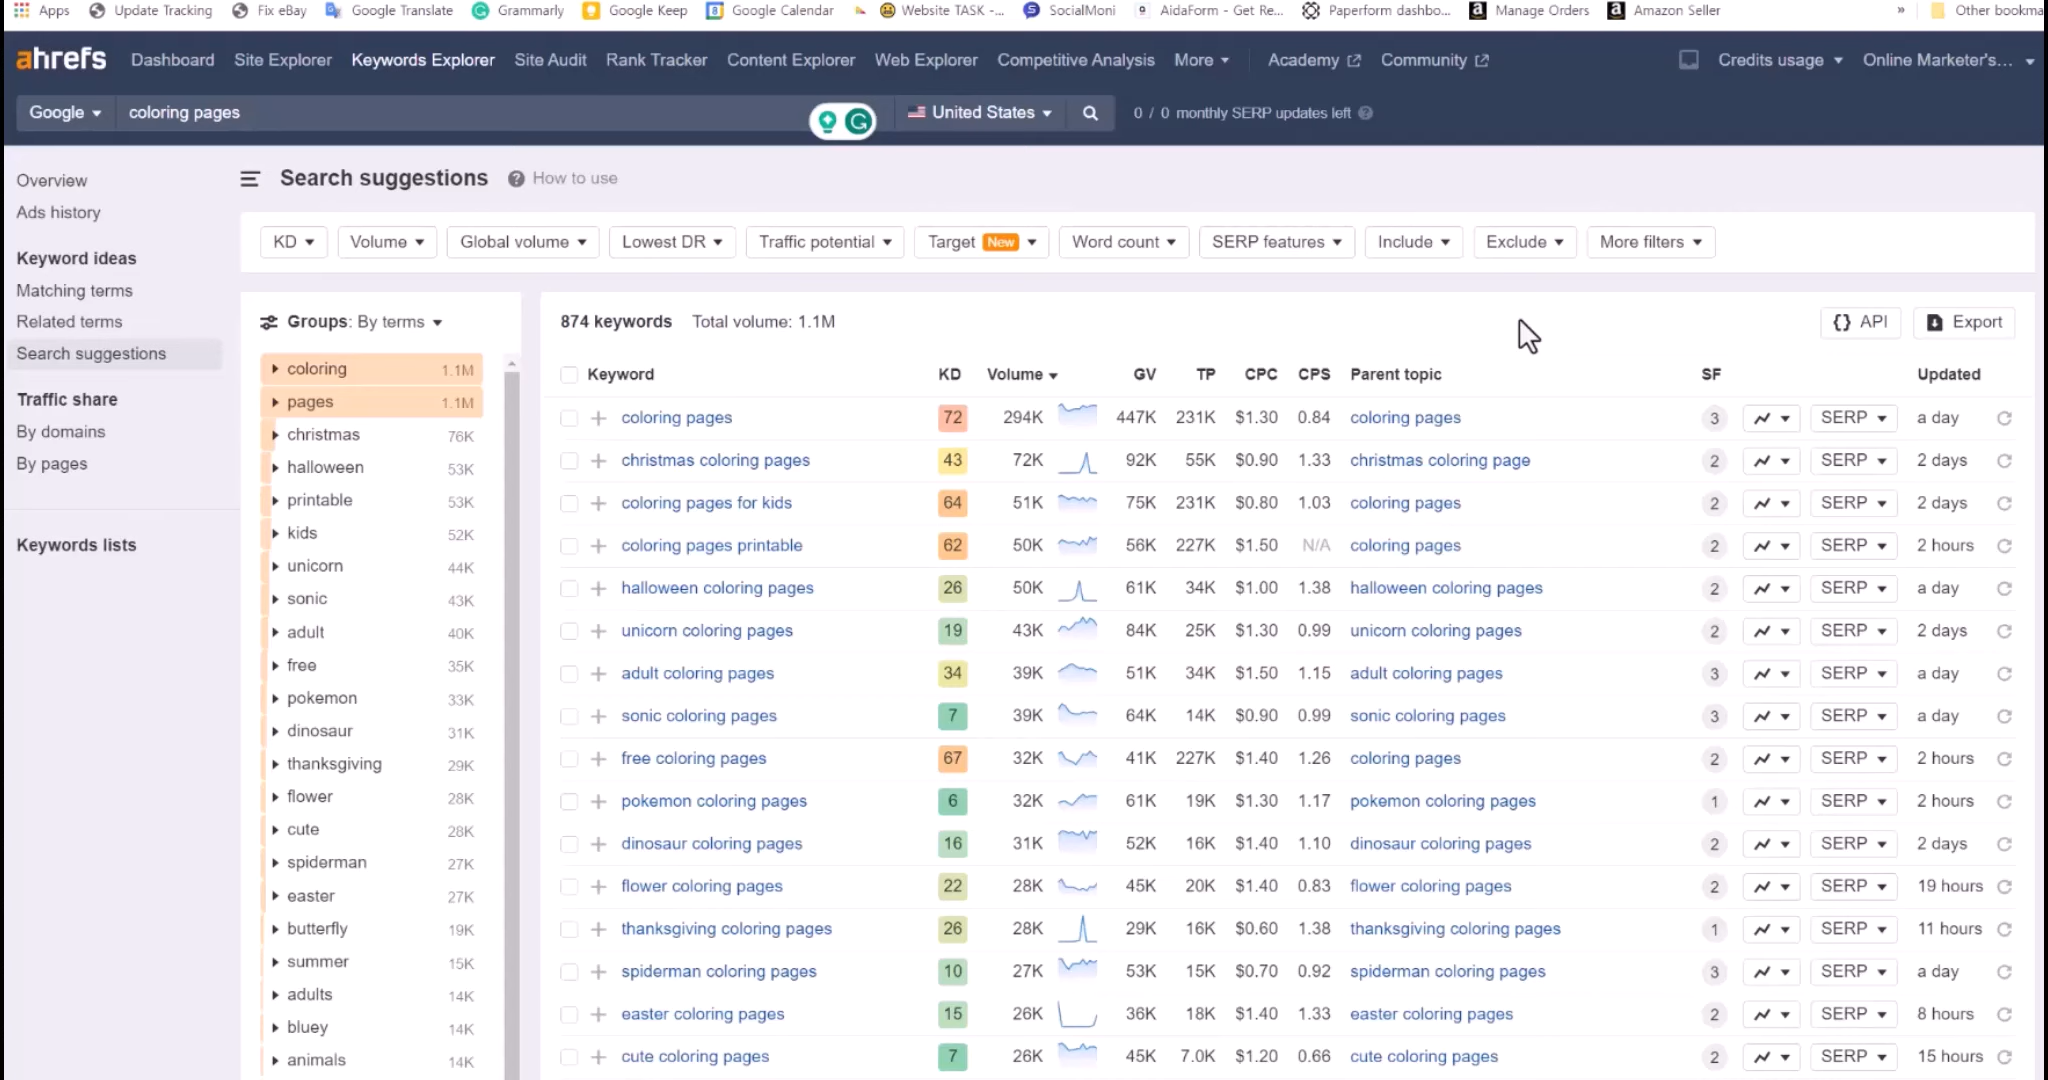 Apps Update Tracking Fix eBay Google Translate Grammarly Google Keep Google Calendar Website TASK -... SocialMoni AidaForm - Get Re... Paperform dashbo... Manage Orders Amazon Seller » Other bookma
ahrefs Dashboard Site Explorer Keywords Explorer Site Audit Rank Tracker Content Explorer Web Explorer Competitive Analysis More Academy Community Credits usage Online Marketer's...
Google coloring pages United States 0 / 0 monthly SERP updates left
Overview
Ads history
Keyword ideas
Matching terms
Related terms
Search suggestions
Traffic share
By domains
By pages
Keywords lists
Search suggestions How to use
KD Volume Global volume Lowest DR Traffic potential Target New Word count SERP features Include Exclude More filters
Groups: By terms
coloring 1.1M
pages 1.1M
christmas 76K
halloween 53K
printable 53K
kids 52K
unicorn 44K
sonic 43K
adult 40K
free 35K
pokemon 33K
dinosaur 31K
thanksgiving 29K
flower 28K
cute 28K
spiderman 27K
easter 27K
butterfly 19K
summer 15K
adults 14K
bluey 14K
animals 14K
874 keywords Total volume: 1.1M API Export
Keyword KD Volume GV TP CPC CPS Parent topic SF Updated
coloring pages 72 294K 447K 231K $1.30 0.84 coloring pages 3 SERP a day
christmas coloring pages 43 72K 92K 55K $0.90 1.33 christmas coloring page 2 SERP 2 days
coloring pages for kids 64 51K 75K 231K $0.80 1.03 coloring pages 2 SERP 2 days
coloring pages printable 62 50K 56K 227K $1.50 N/A coloring pages 2 SERP 2 hours
halloween coloring pages 26 50K 61K 34K $1.00 1.38 halloween coloring pages 2 SERP a day
unicorn coloring pages 19 43K 84K 25K $1.30 0.99 unicorn coloring pages 2 SERP 2 days
adult coloring pages 34 39K 51K 34K $1.50 1.15 adult coloring pages 3 SERP a day
sonic coloring pages 7 39K 64K 14K $0.90 0.99 sonic coloring pages 3 SERP a day
free coloring pages 67 32K 41K 227K $1.40 1.26 coloring pages 2 SERP 2 hours
pokemon coloring pages 6 32K 61K 19K $1.30 1.17 pokemon coloring pages 1 SERP 2 hours
dinosaur coloring pages 16 31K 52K 16K $1.40 1.10 dinosaur coloring pages 2 SERP 2 days
flower coloring pages 22 28K 45K 20K $1.40 0.83 flower coloring pages 2 SERP 19 hours
thanksgiving coloring pages 26 28K 29K 16K $0.60 1.38 thanksgiving coloring pages 1 SERP 11 hours
spiderman coloring pages 10 27K 53K 15K $0.70 0.92 spiderman coloring pages 3 SERP a day
easter coloring pages 15 26K 36K 18K $1.40 1.33 easter coloring pages 2 SERP 8 hours
cute coloring pages 7 26K 45K 7.0K $1.20 0.66 cute coloring pages 2 SERP 15 hours